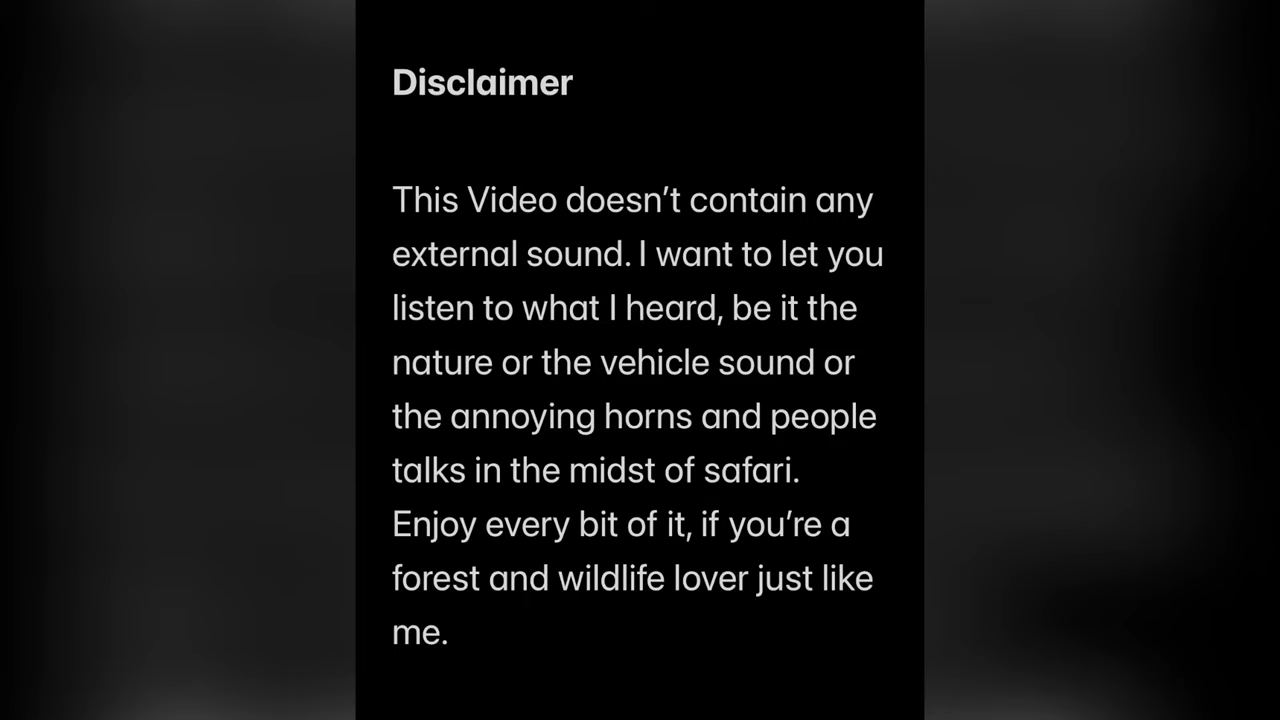 Disclaimer
This Video doesn’t contain any
external sound. I want to let you
listen to what I heard, be it the
nature or the vehicle sound or
the annoying horns and people
talks in the midst of safari.
Enjoy every bit of it, if you’re a
forest and wildlife lover just like
me.